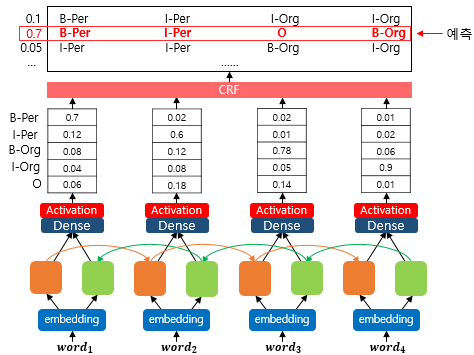 0.1 B-Per I-Per I-Org I-Org
0.7 B-Per I-Per O B-Org 예측
0.05 I-Per I-Per B-Org I-Org
... ......
CRF
B-Per 0.7 0.02 0.02 0.01
I-Per 0.12 0.6 0.01 0.02
B-Org 0.08 0.12 0.78 0.06
I-Org 0.04 0.08 0.05 0.9
O 0.06 0.18 0.14 0.01
Activation Activation Activation Activation
Dense Dense Dense Dense
embedding embedding embedding embedding
word1 word2 word3 word4